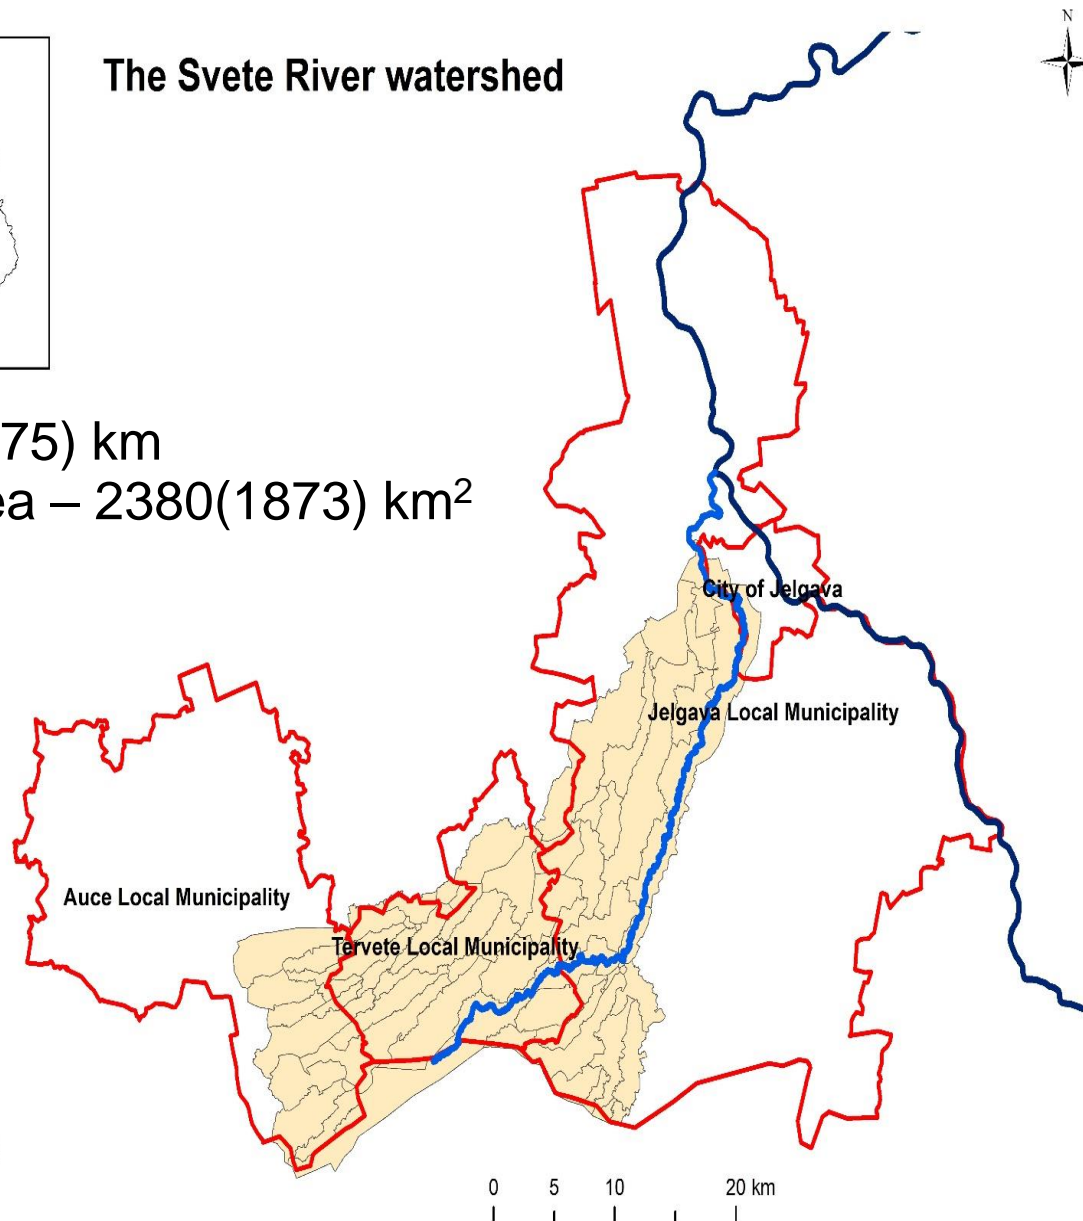 N
The Svete River watershed
75) km
ea – 2380(1873) km²
City of Jelgava
Jelgava Local Municipality
Auce Local Municipality
Tervete Local Municipality
0 5 10 20 km